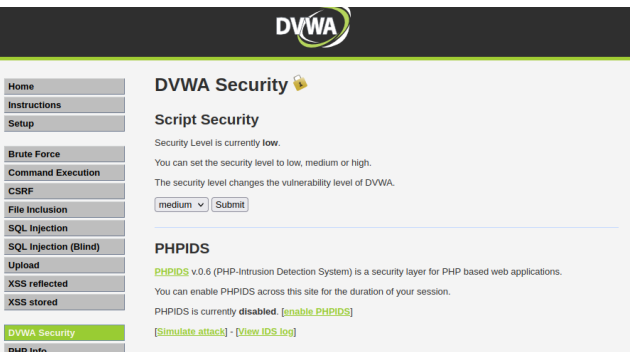 DVWA
Home
Instructions
Setup
Brute Force
Command Execution
CSRF
File Inclusion
SQL Injection
SQL Injection (Blind)
Upload
XSS reflected
XSS stored
DVWA Security
PHP Info
DVWA Security
Script Security
Security Level is currently low.
You can set the security level to low, medium or high.
The security level changes the vulnerability level of DVWA.
medium Submit
PHPIDS
PHPIDS v.0.6 (PHP-Intrusion Detection System) is a security layer for PHP based web applications.
You can enable PHPIDS across this site for the duration of your session.
PHPIDS is currently disabled. [enable PHPIDS]
[Simulate attack] - [View IDS log]